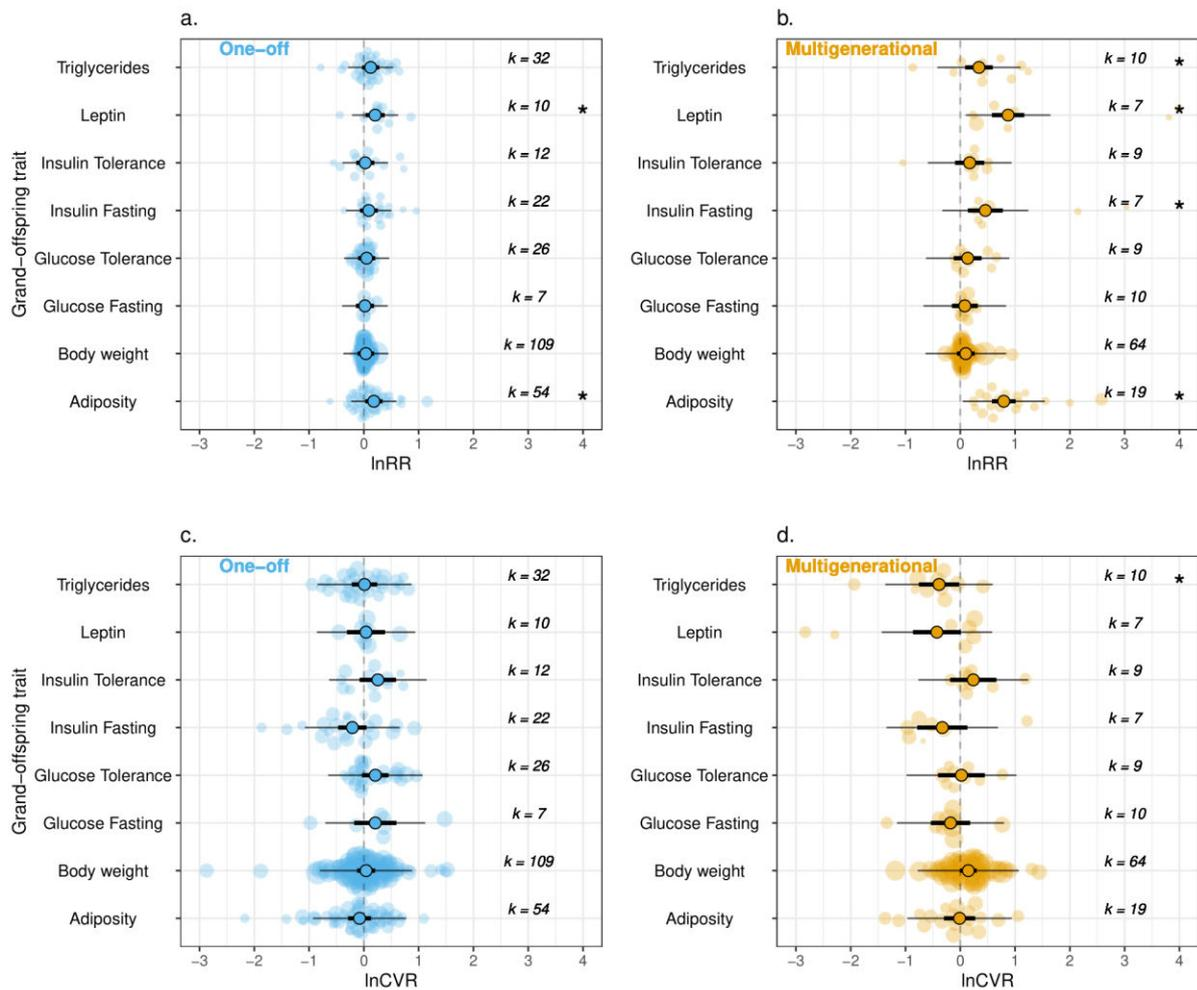 a.
One−off
Grand−offspring trait
Triglycerides
k = 32
Leptin
k = 10
*
Insulin Tolerance
k = 12
Insulin Fasting
k = 22
Glucose Tolerance
k = 26
Glucose Fasting
k = 7
Body weight
k = 109
Adiposity
k = 54
*
−3 −2 −1 0 1 2 3 4
lnRR
b.
Multigenerational
Triglycerides
k = 10
*
Leptin
k = 7
*
Insulin Tolerance
k = 9
Insulin Fasting
k = 7
*
Glucose Tolerance
k = 9
Glucose Fasting
k = 10
Body weight
k = 64
Adiposity
k = 19
*
−3 −2 −1 0 1 2 3 4
lnRR
c.
One−off
Grand−offspring trait
Triglycerides
k = 32
Leptin
k = 10
Insulin Tolerance
k = 12
Insulin Fasting
k = 22
Glucose Tolerance
k = 26
Glucose Fasting
k = 7
Body weight
k = 109
Adiposity
k = 54
−3 −2 −1 0 1 2 3 4
lnCVR
d.
Multigenerational
Triglycerides
k = 10
*
Leptin
k = 7
Insulin Tolerance
k = 9
Insulin Fasting
k = 7
Glucose Tolerance
k = 9
Glucose Fasting
k = 10
Body weight
k = 64
Adiposity
k = 19
−3 −2 −1 0 1 2 3 4
lnCVR